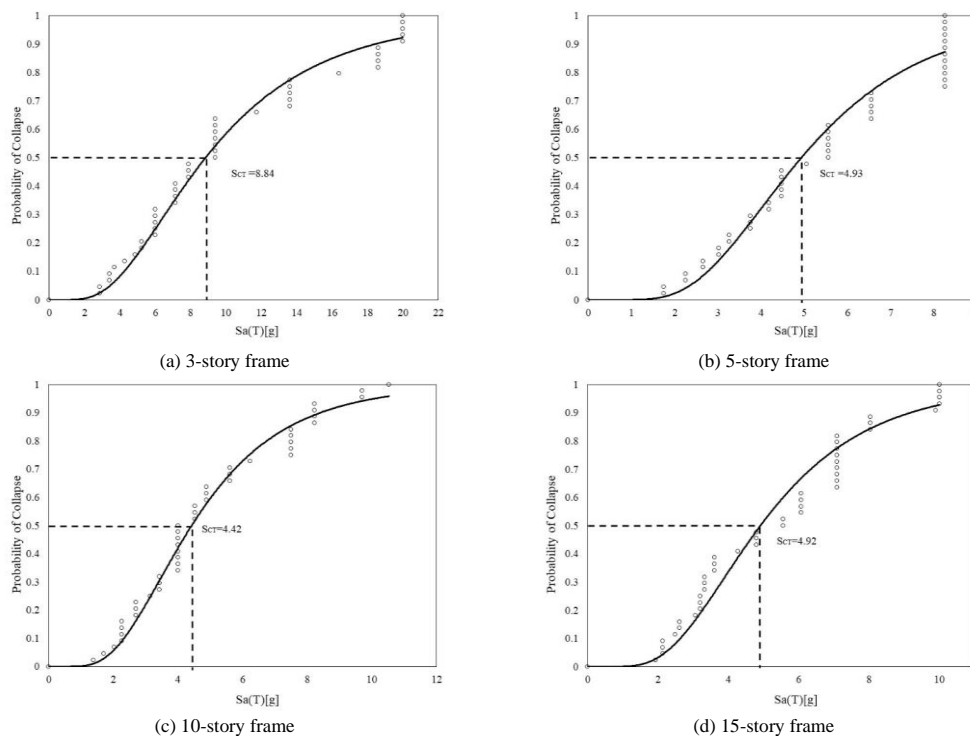 1
0.9
0.8
0.7
0.6
0.5
0.4
0.3
0.2
0.1
0
Probability of Collapse
SCT =8.84
0 2 4 6 8 10 12 14 16 18 20 22
Sa(T)[g]
(a) 3-story frame
1
0.9
0.8
0.7
0.6
0.5
0.4
0.3
0.2
0.1
0
Probability of Collapse
SCT =4.93
0 1 2 3 4 5 6 7 8
Sa(T)[g]
(b) 5-story frame
1
0.9
0.8
0.7
0.6
0.5
0.4
0.3
0.2
0.1
0
Probability of Collapse
SCT=4.42
0 2 4 6 8 10 12
Sa(T)[g]
(c) 10-story frame
1
0.9
0.8
0.7
0.6
0.5
0.4
0.3
0.2
0.1
0
Probability of Collapse
SCT=4.92
0 2 4 6 8 10
Sa(T)[g]
(d) 15-story frame